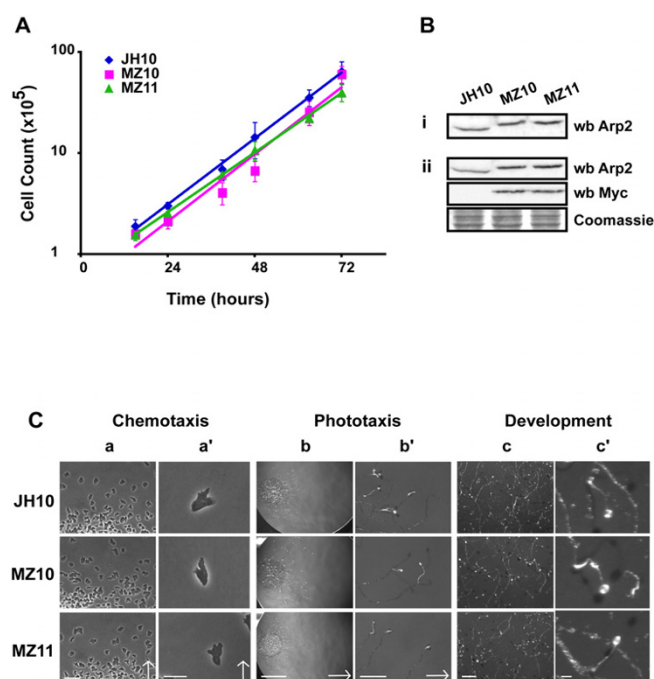 A
Cell Count (x10⁵)
100
10
1
JH10
MZ10
MZ11
0 24 48 72
Time (hours)
B
JH10 MZ10 MZ11
i wb Arp2
ii wb Arp2
wb Myc
Coomassie
C
Chemotaxis Phototaxis Development
a a' b b' c c'
JH10
MZ10
MZ11